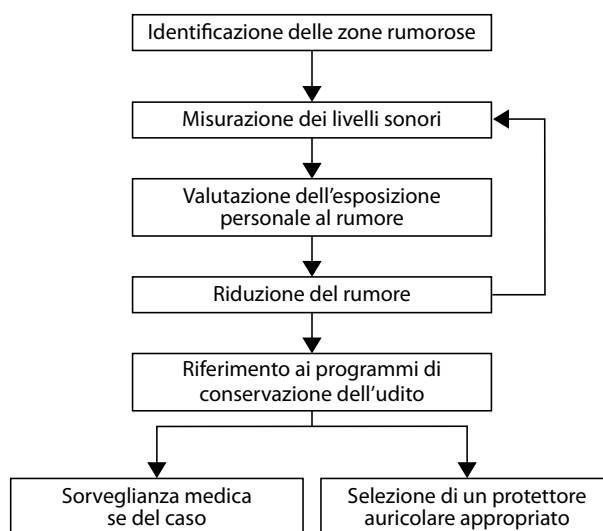 Identificazione delle zone rumorose
Misurazione dei livelli sonori
Valutazione dell'esposizione
personale al rumore
Riduzione del rumore
Riferimento ai programmi di
conservazione dell'udito
Sorveglianza medica
se del caso
Selezione di un protettore
auricolare appropriato